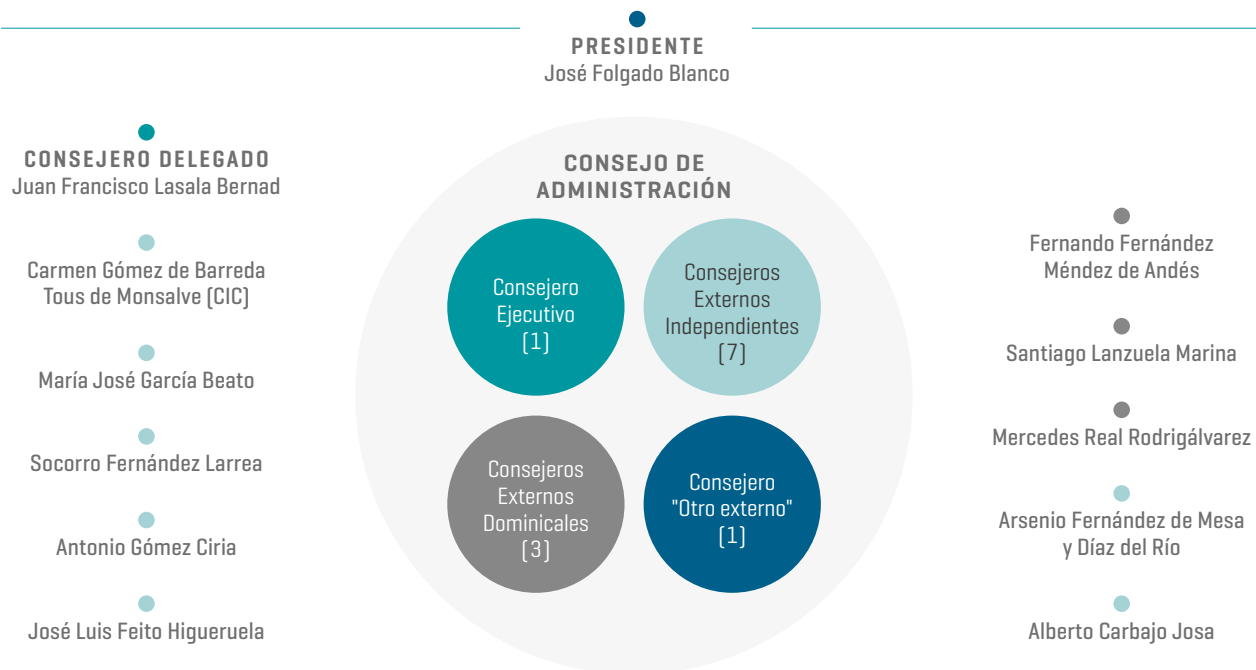 PRESIDENTE
José Folgado Blanco
CONSEJERO DELEGADO
Juan Francisco Lasala Bernad
Carmen Gómez de Barreda
Tous de Monsalve (CIC)
María José García Beato
Socorro Fernández Larrea
Antonio Gómez Ciria
José Luis Feito Higueruela
CONSEJO DE
ADMINISTRACIÓN
Consejero
Ejecutivo
(1)
Consejeros
Externos
Independientes
(7)
Consejeros
Externos
Dominicales
(3)
Consejero
"Otro externo"
(1)
Fernando Fernández
Méndez de Andés
Santiago Lanzuela Marina
Mercedes Real Rodrigálvarez
Arsenio Fernández de Mesa
y Díaz del Río
Alberto Carbajo Josa